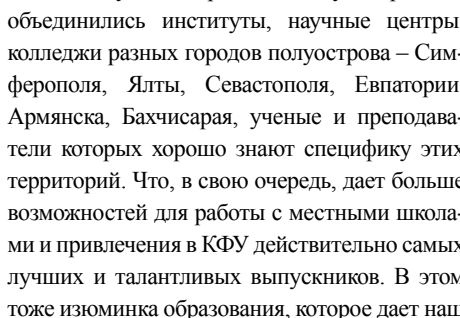 объединились институты, научные центры
колледжи разных городов полуострова – Сим-
ферополя, Ялты, Севастополя, Евпатории
Армянска, Бахчисарая, ученые и преподава-
тели которых хорошо знают специфику этих
территорий. Что, в свою очередь, дает больше
возможностей для работы с местными школа-
ми и привлечения в КФУ действительно самых
лучших и талантливых выпускников. В этом
тоже изюминка образования, которое дает наш